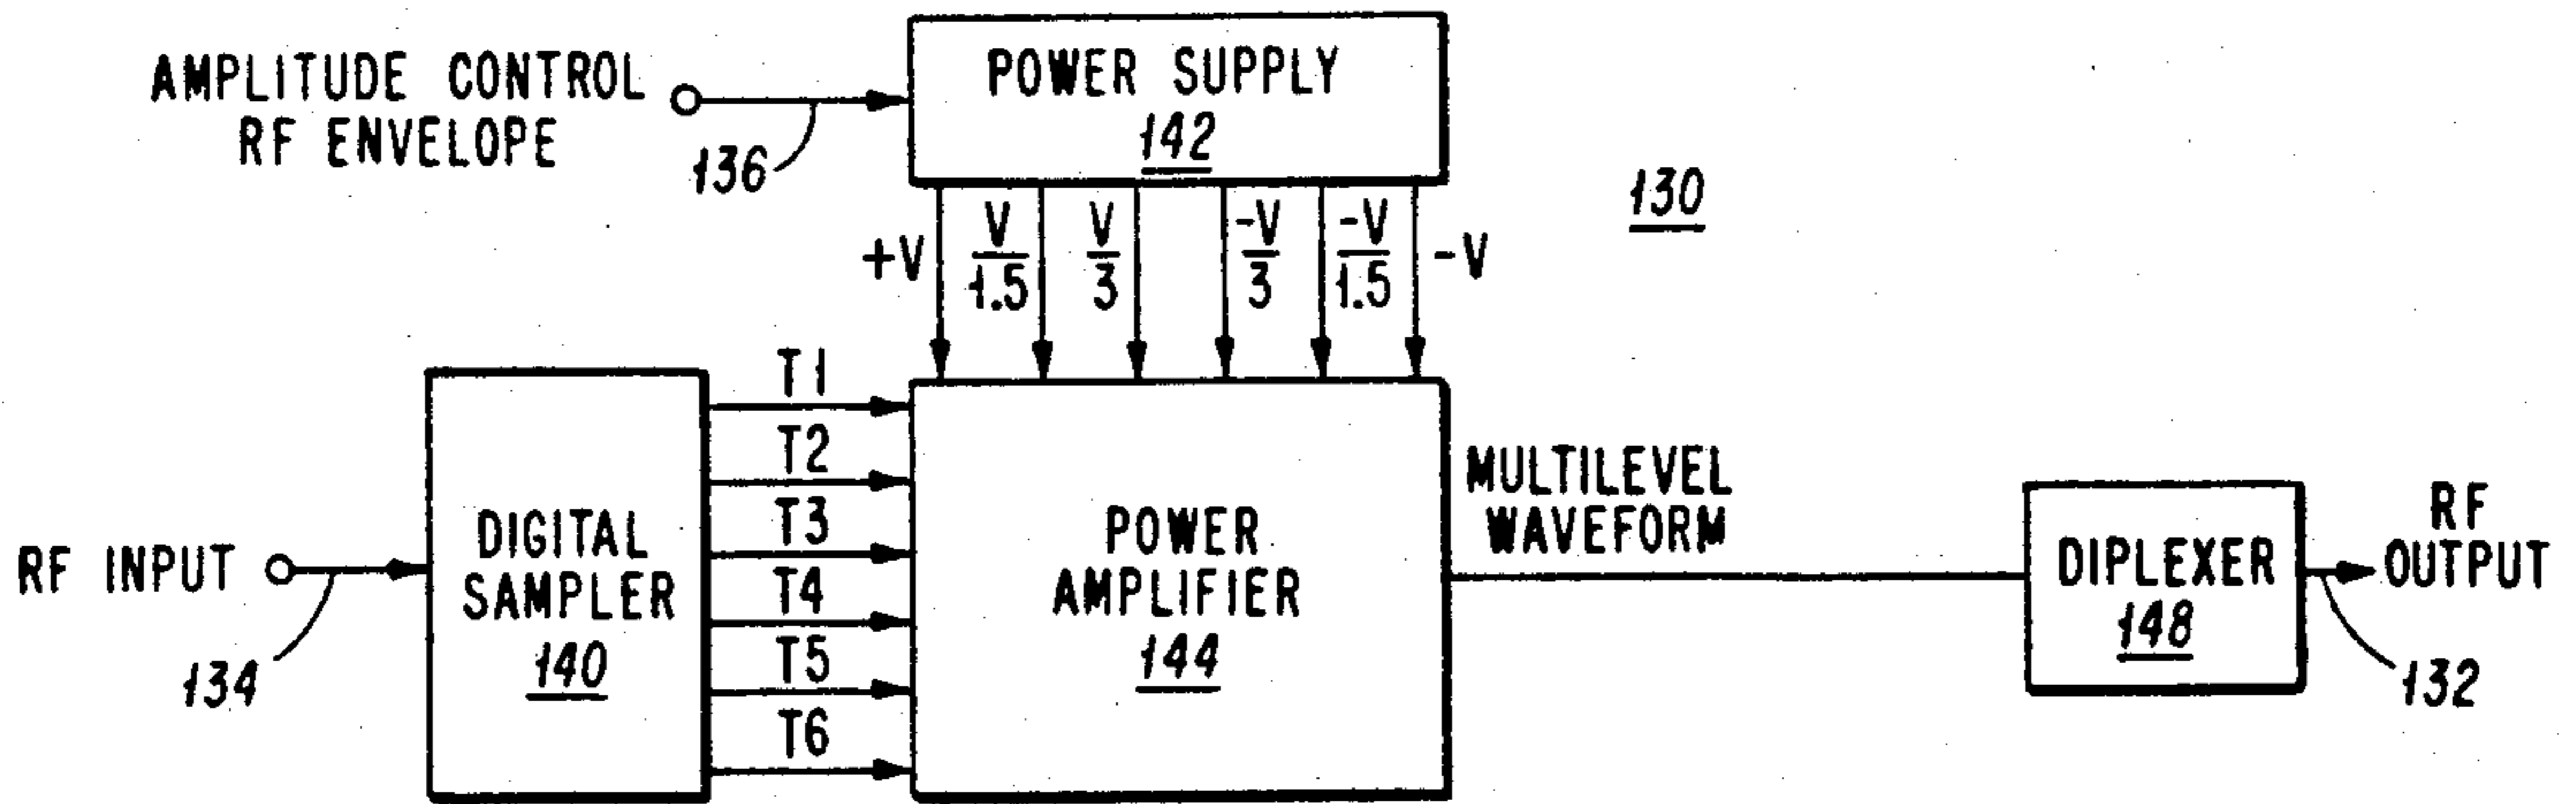 AMPLITUDE CONTROL
RF ENVELOPE
136
POWER SUPPLY
142
130
+V
V
1.5
V
3
-V
3
-V
1.5
-V
RF INPUT
134
DIGITAL
SAMPLER
140
T1
T2
T3
T4
T5
T6
POWER
AMPLIFIER
144
MULTILEVEL
WAVEFORM
DIPLEXER
148
RF
OUTPUT
132